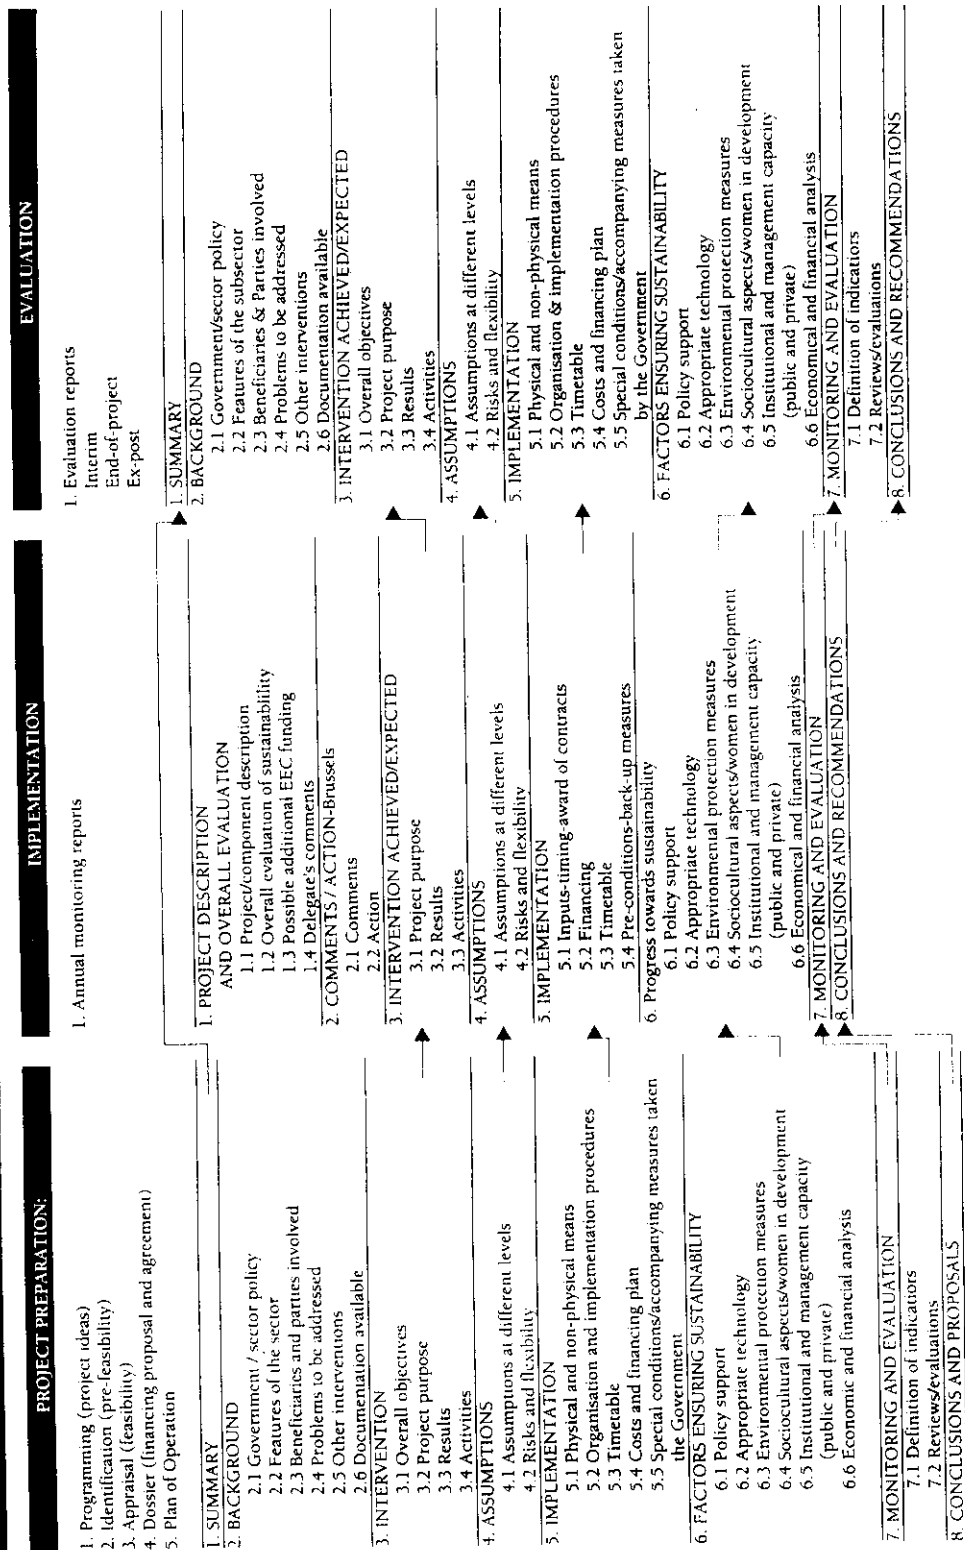 PROJECT PREPARATION:
1. Programming (project ideas)
2. Identification (pre-feasibility)
3. Appraisal (feasibility)
4. Dossier (financing proposal and agreement)
5. Plan of Operation
1. SUMMARY
2. BACKGROUND
2.1 Government / sector policy
2.2 Features of the sector
2.3 Beneficiaries and parties involved
2.4 Problems to be addressed
2.5 Other interventions
2.6 Documentation available
3. INTERVENTION
3.1 Overall objectives
3.2 Project purpose
3.3 Results
3.4 Activities
4. ASSUMPTIONS
4.1 Assumptions at different levels
4.2 Risks and flexibility
5. IMPLEMENTATION
5.1 Physical and non-physical means
5.2 Organisation and implementation procedures
5.3 Timetable
5.4 Costs and financing plan
5.5 Special conditions/accompanying measures taken
the Government
6. FACTORS ENSURING SUSTAINABILITY
6.1 Policy support
6.2 Appropriate technology
6.3 Environmental protection measures
6.4 Sociocultural aspects/women in development
6.5 Institutional and management capacity
(public and private)
6.6 Economic and financial analysis
7. MONITORING AND EVALUATION
7.1 Definition of indicators
7.2 Reviews/evaluations
8. CONCLUSIONS AND PROPOSALS
IMPLEMENTATION
1. Annual monitoring reports
1. PROJECT DESCRIPTION
AND OVERALL EVALUATION
1.1 Project/component description
1.2 Overall evaluation of sustainability
1.3 Possible additional EEC funding
1.4 Delegate's comments
2. COMMENTS / ACTION-Brussels
2.1 Comments
2.2 Action
3. INTERVENTION ACHIEVED/EXPECTED
3.1 Project purpose
3.2 Results
3.3 Activities
4. ASSUMPTIONS
4.1 Assumptions at different levels
4.2 Risks and flexibility
5. IMPLEMENTATION
5.1 Inputs-timing-award of contracts
5.2 Financing
5.3 Timetable
5.4 Pre-conditions-back-up measures
6. Progress towards sustainability
6.1 Policy support
6.2 Appropriate technology
6.3 Environmental protection measures
6.4 Sociocultural aspects/women in development
6.5 Institutional and management capacity
(public and private)
6.6 Economical and financial analysis
7. MONITORING AND EVALUATION
8. CONCLUSIONS AND RECOMMENDATIONS
EVALUATION
1. Evaluation reports
Interim
End-of-project
Ex-post
1. SUMMARY
2. BACKGROUND
2.1 Government/sector policy
2.2 Features of the subsector
2.3 Beneficiaries & Parties involved
2.4 Problems to be addressed
2.5 Other interventions
2.6 Documentation available
3. INTERVENTION ACHIEVED/EXPECTED
3.1 Overall objectives
3.2 Project purpose
3.3 Results
3.4 Activities
4. ASSUMPTIONS
4.1 Assumptions at different levels
4.2 Risks and flexibility
5. IMPLEMENTATION
5.1 Physical and non-physical means
5.2 Organisation & implementation procedures
5.3 Timetable
5.4 Costs and financing plan
5.5 Special conditions/accompanying measures taken
by the Government
6. FACTORS ENSURING SUSTAINABILITY
6.1 Policy support
6.2 Appropriate technology
6.3 Environmental protection measures
6.4 Sociocultural aspects/women in development
6.5 Institutional and management capacity
(public and private)
6.6 Economical and financial analysis
7. MONITORING AND EVALUATION
7.1 Definition of indicators
7.2 Reviews/evaluations
8. CONCLUSIONS AND RECOMMENDATIONS